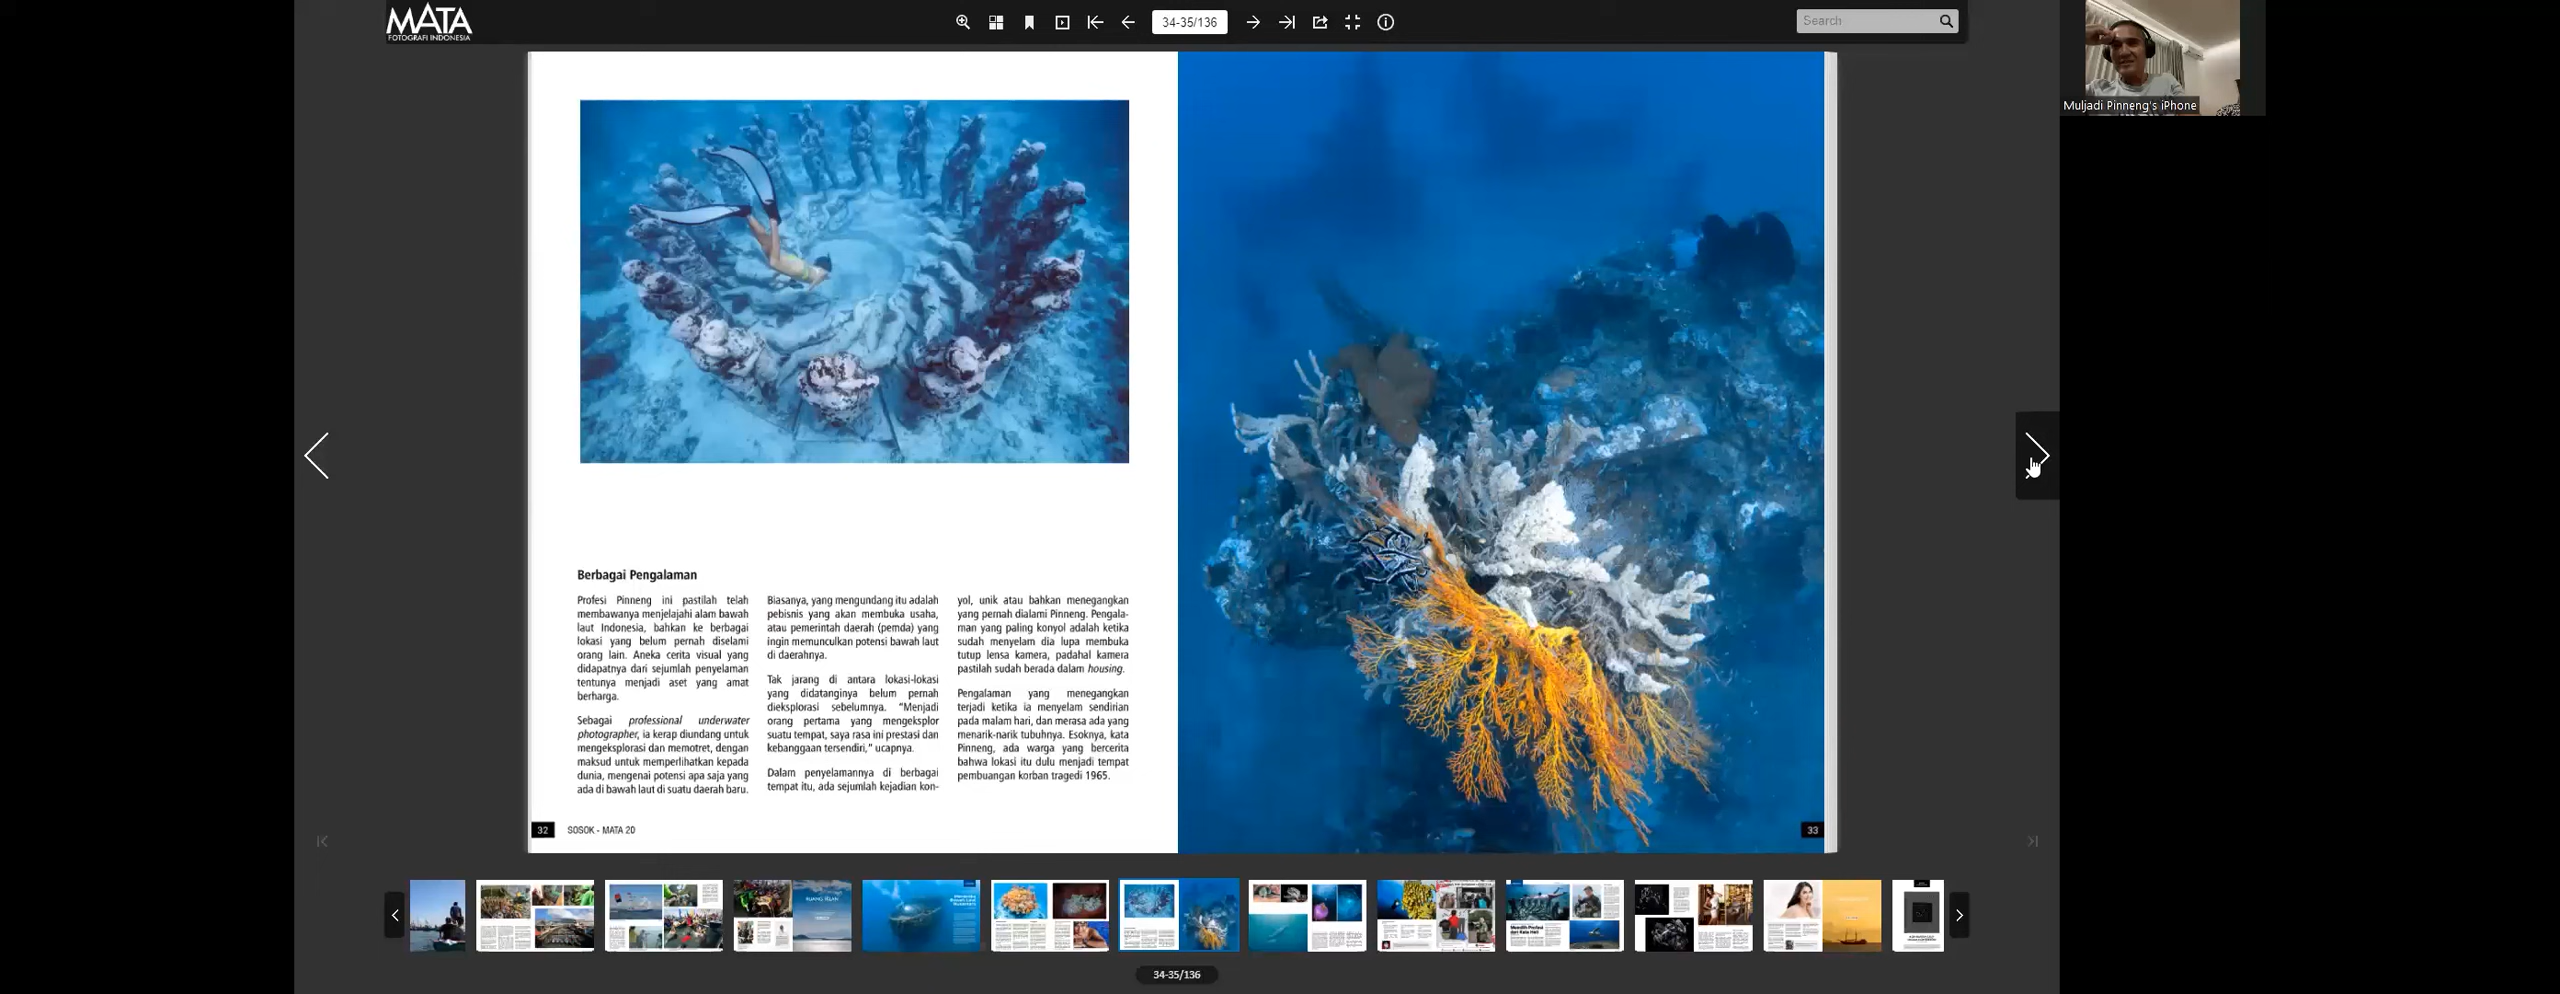 MATA
FOTOGRAFI INDONESIA
34-35/136
Search
Muljadi Pinneng's iPhone
Berbagai Pengalaman
Profesi Pinneng ini pastilah telah
membawanya menjelajahi alam bawah
laut Indonesia, bahkan ke berbagai
lokasi yang belum pernah diselami
orang lain. Aneka cerita visual yang
didapatnya dari sejumlah penyelaman
tentunya menjadi aset yang amat
berharga.
Sebagai professional underwater
photographer, ia kerap diundang untuk
mengeksplorasi dan memotret, dengan
maksud untuk memperlihatkan kepada
dunia, mengenai potensi apa saja yang
ada di bawah laut di suatu daerah baru.
Biasanya, yang mengundang itu adalah
pebisnis yang akan membuka usaha,
atau pemerintah daerah (pemda) yang
ingin memunculkan potensi bawah laut
di daerahnya.
Tak jarang di antara lokasi-lokasi
yang didatanginya belum pernah
dieksplorasi sebelumnya. “Menjadi
orang pertama yang mengeksplor
suatu tempat, saya rasa ini prestasi dan
kebanggaan tersendiri,” ucapnya.
Dalam penyelamannya di berbagai
tempat itu, ada sejumlah kejadian kon-
yol, unik atau bahkan menegangkan
yang pernah dialami Pinneng. Pengala-
man yang paling konyol adalah ketika
sudah menyelam dia lupa membuka
tutup lensa kamera, padahal kamera
pastilah sudah berada dalam housing.
Pengalaman yang menegangkan
terjadi ketika ia menyelam sendirian
pada malam hari, dan merasa ada yang
menarik-narik tubuhnya. Esoknya, kata
Pinneng, ada warga yang bercerita
bahwa lokasi itu dulu menjadi tempat
pembuangan korban tragedi 1965.
32 SOSOK - MATA 20
33
34-35/136